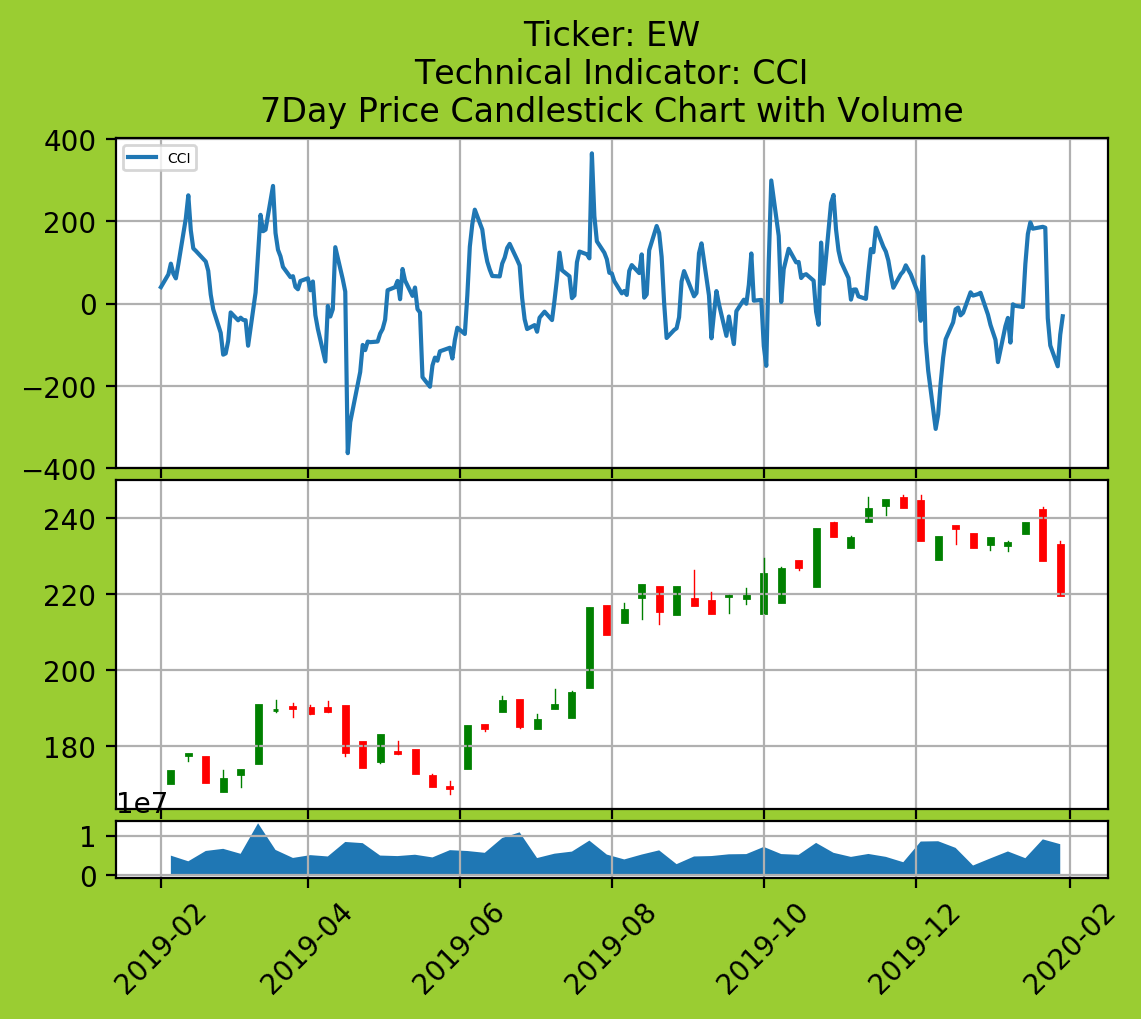 Ticker: EW
Technical Indicator: CCI
7Day Price Candlestick Chart with Volume
400
CCI
200
0
−200
−400
240
220
200
180
1e7
1
0
2019-02 2019-04 2019-06 2019-08 2019-10 2019-12 2020-02